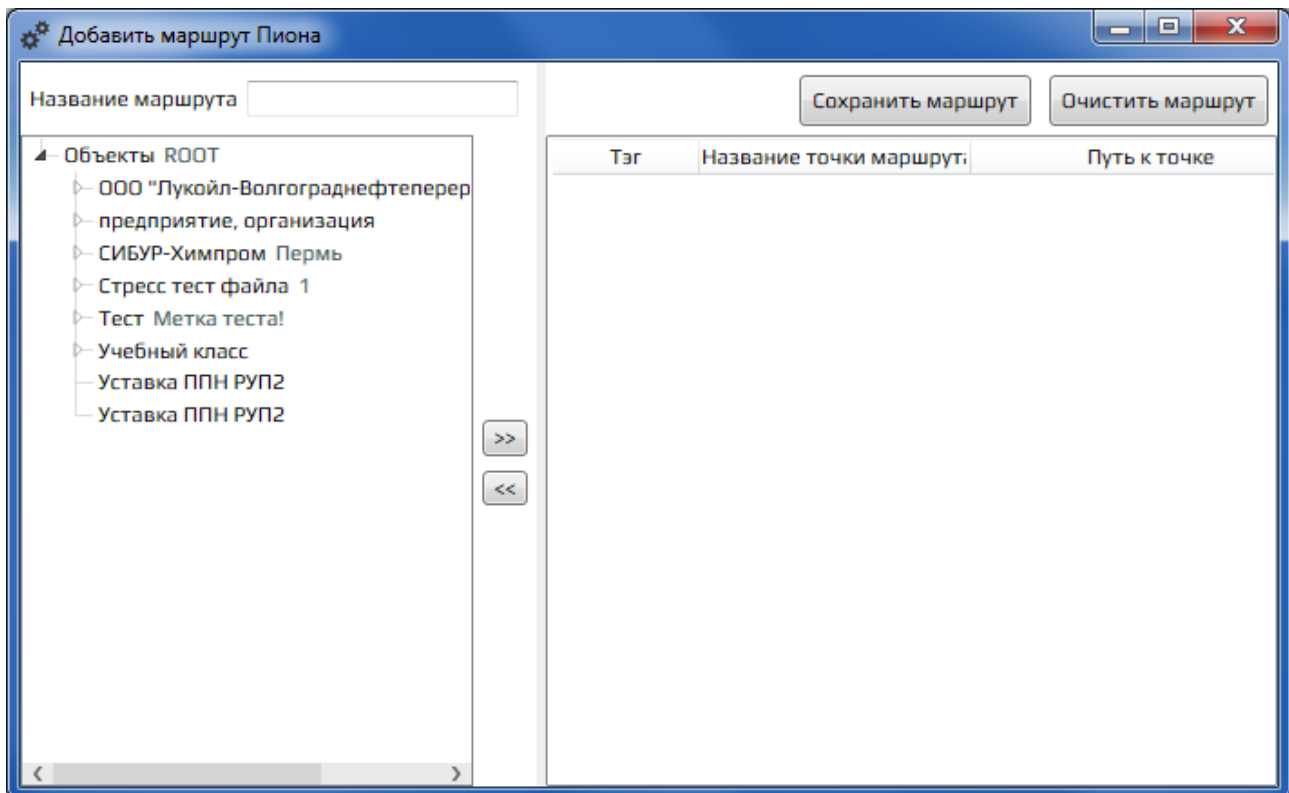 Добавить маршрут Пиона
Название маршрута
Сохранить маршрут
Очистить маршрут
Объекты ROOT
ООО "Лукойл-Волгограднефтеперер
предприятие, организация
СИБУР-Химпром Пермь
Стресс тест файла 1
Тест Метка теста!
Учебный класс
Уставка ППН РУП2
Уставка ППН РУП2
>>
<<
Тэг Название точки маршрута Путь к точке